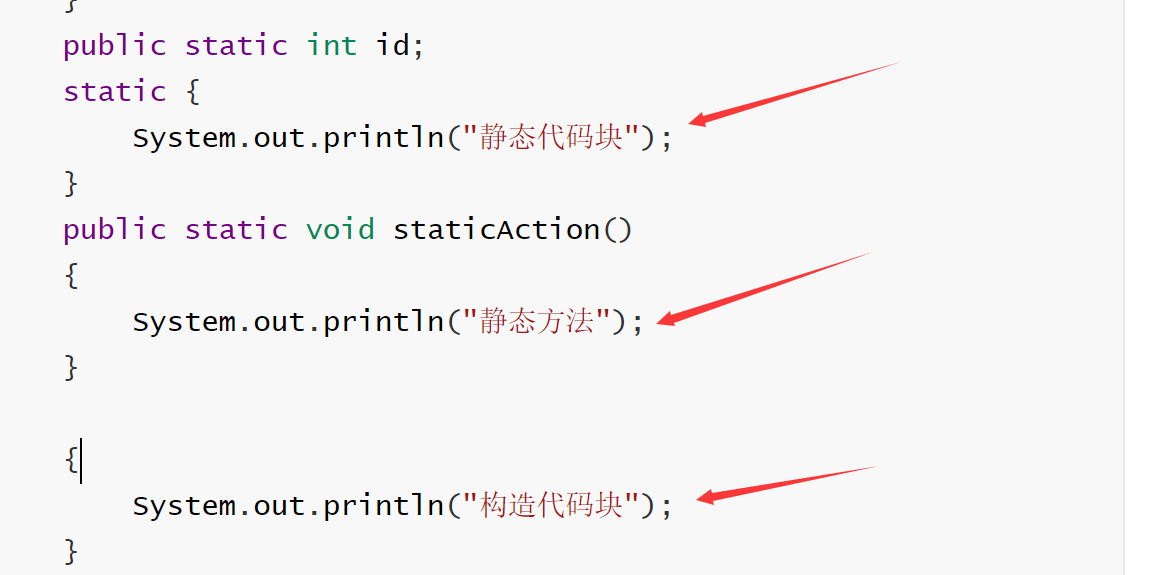 }
public static int id;
static {
System.out.println("静态代码块");
}
public static void staticAction()
{
System.out.println("静态方法");
}
{
System.out.println("构造代码块");
}